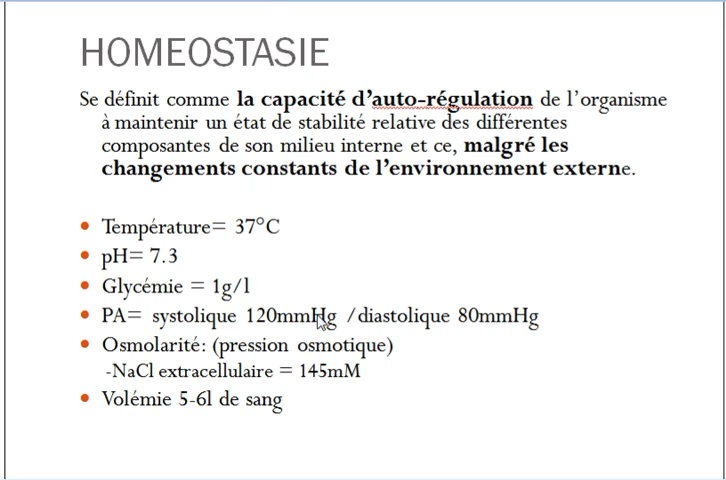 HOMEOSTASIE
Se définit comme la capacité d'auto-régulation de l'organisme
à maintenir un état de stabilité relative des différentes
composantes de son milieu interne et ce, malgré les
changements constants de l'environnement externe.
• Température= 37°C
• pH= 7.3
• Glycémie = 1g/l
• PA= systolique 120mmHg /diastolique 80mmHg
• Osmolarité: (pression osmotique)
-NaCl extracellulaire = 145mM
• Volémie 5-6l de sang